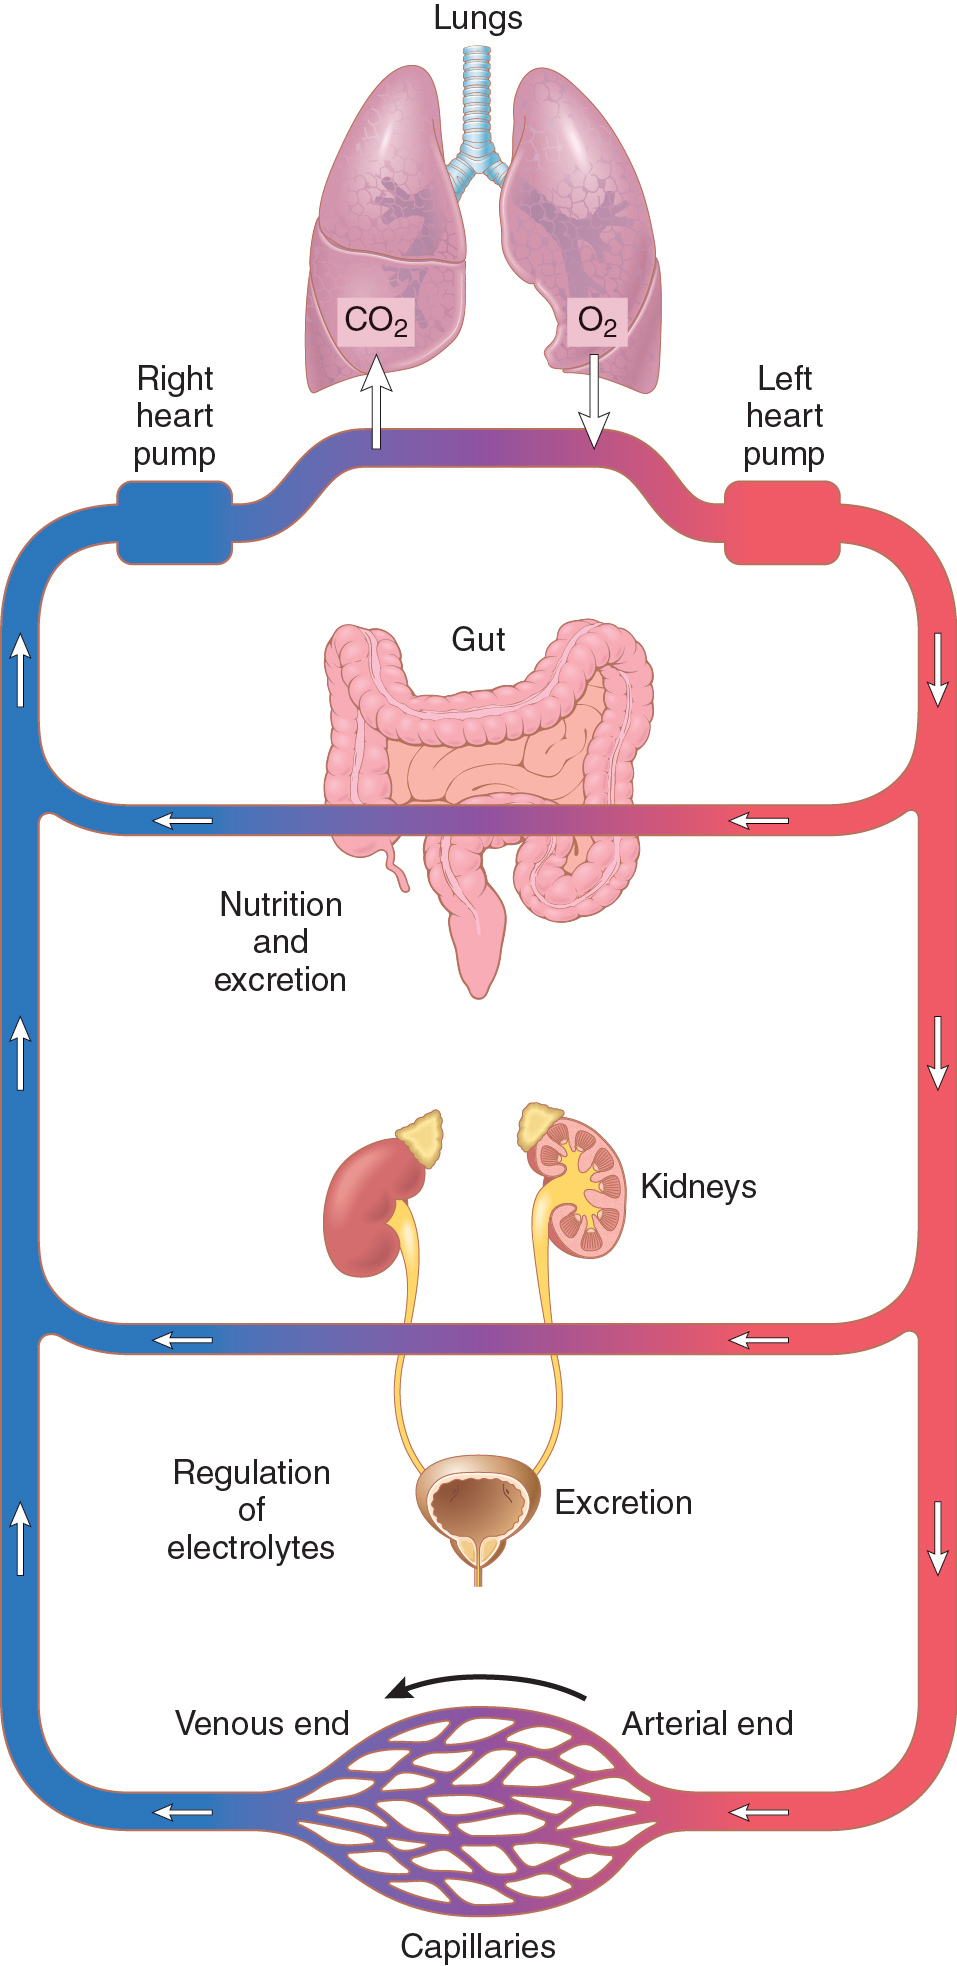 Lungs
CO₂
O₂
Right
heart
pump
Left
heart
pump
Gut
Nutrition
and
excretion
Kidneys
Regulation
of
electrolytes
Excretion
Venous end
Arterial end
Capillaries